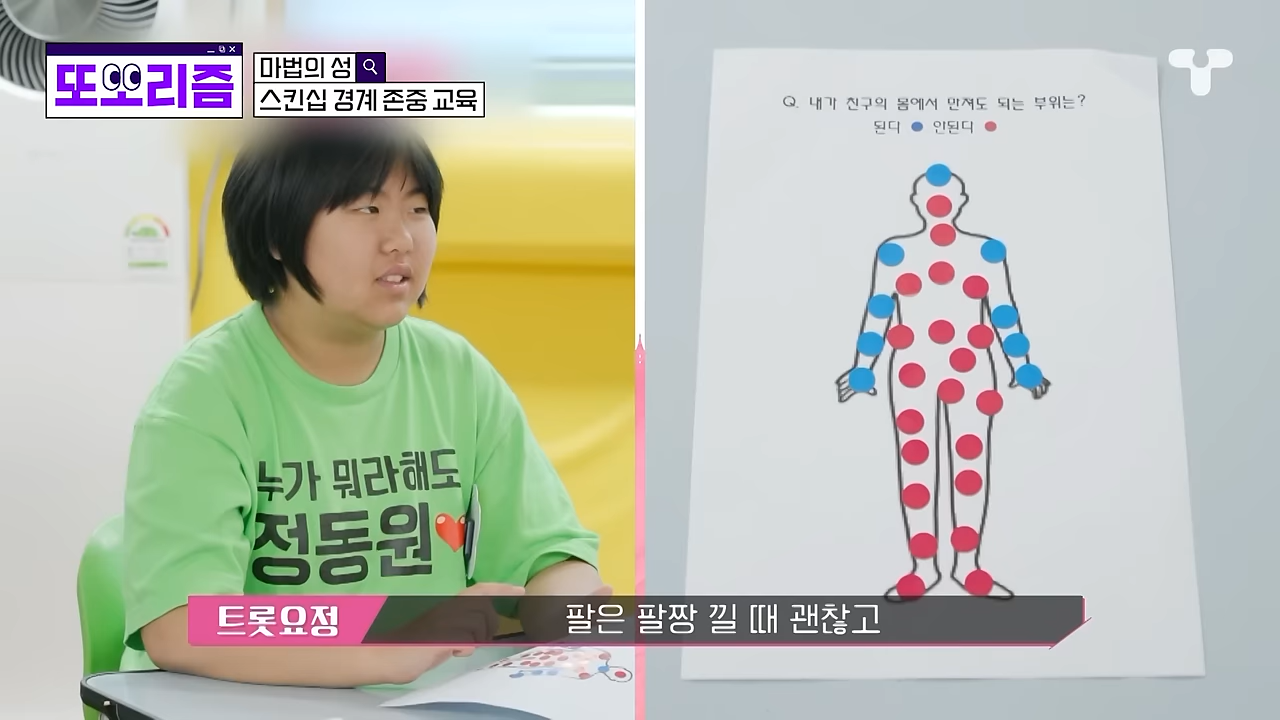 또또리즘
마법의 성
스킨십 경계 존중 교육
Q. 내가 친구의 몸에서 만져도 되는 부위는?
된다 안된다
누가 뭐라해도
정동원
트롯요정
팔은 팔짱 낄 때 괜찮고